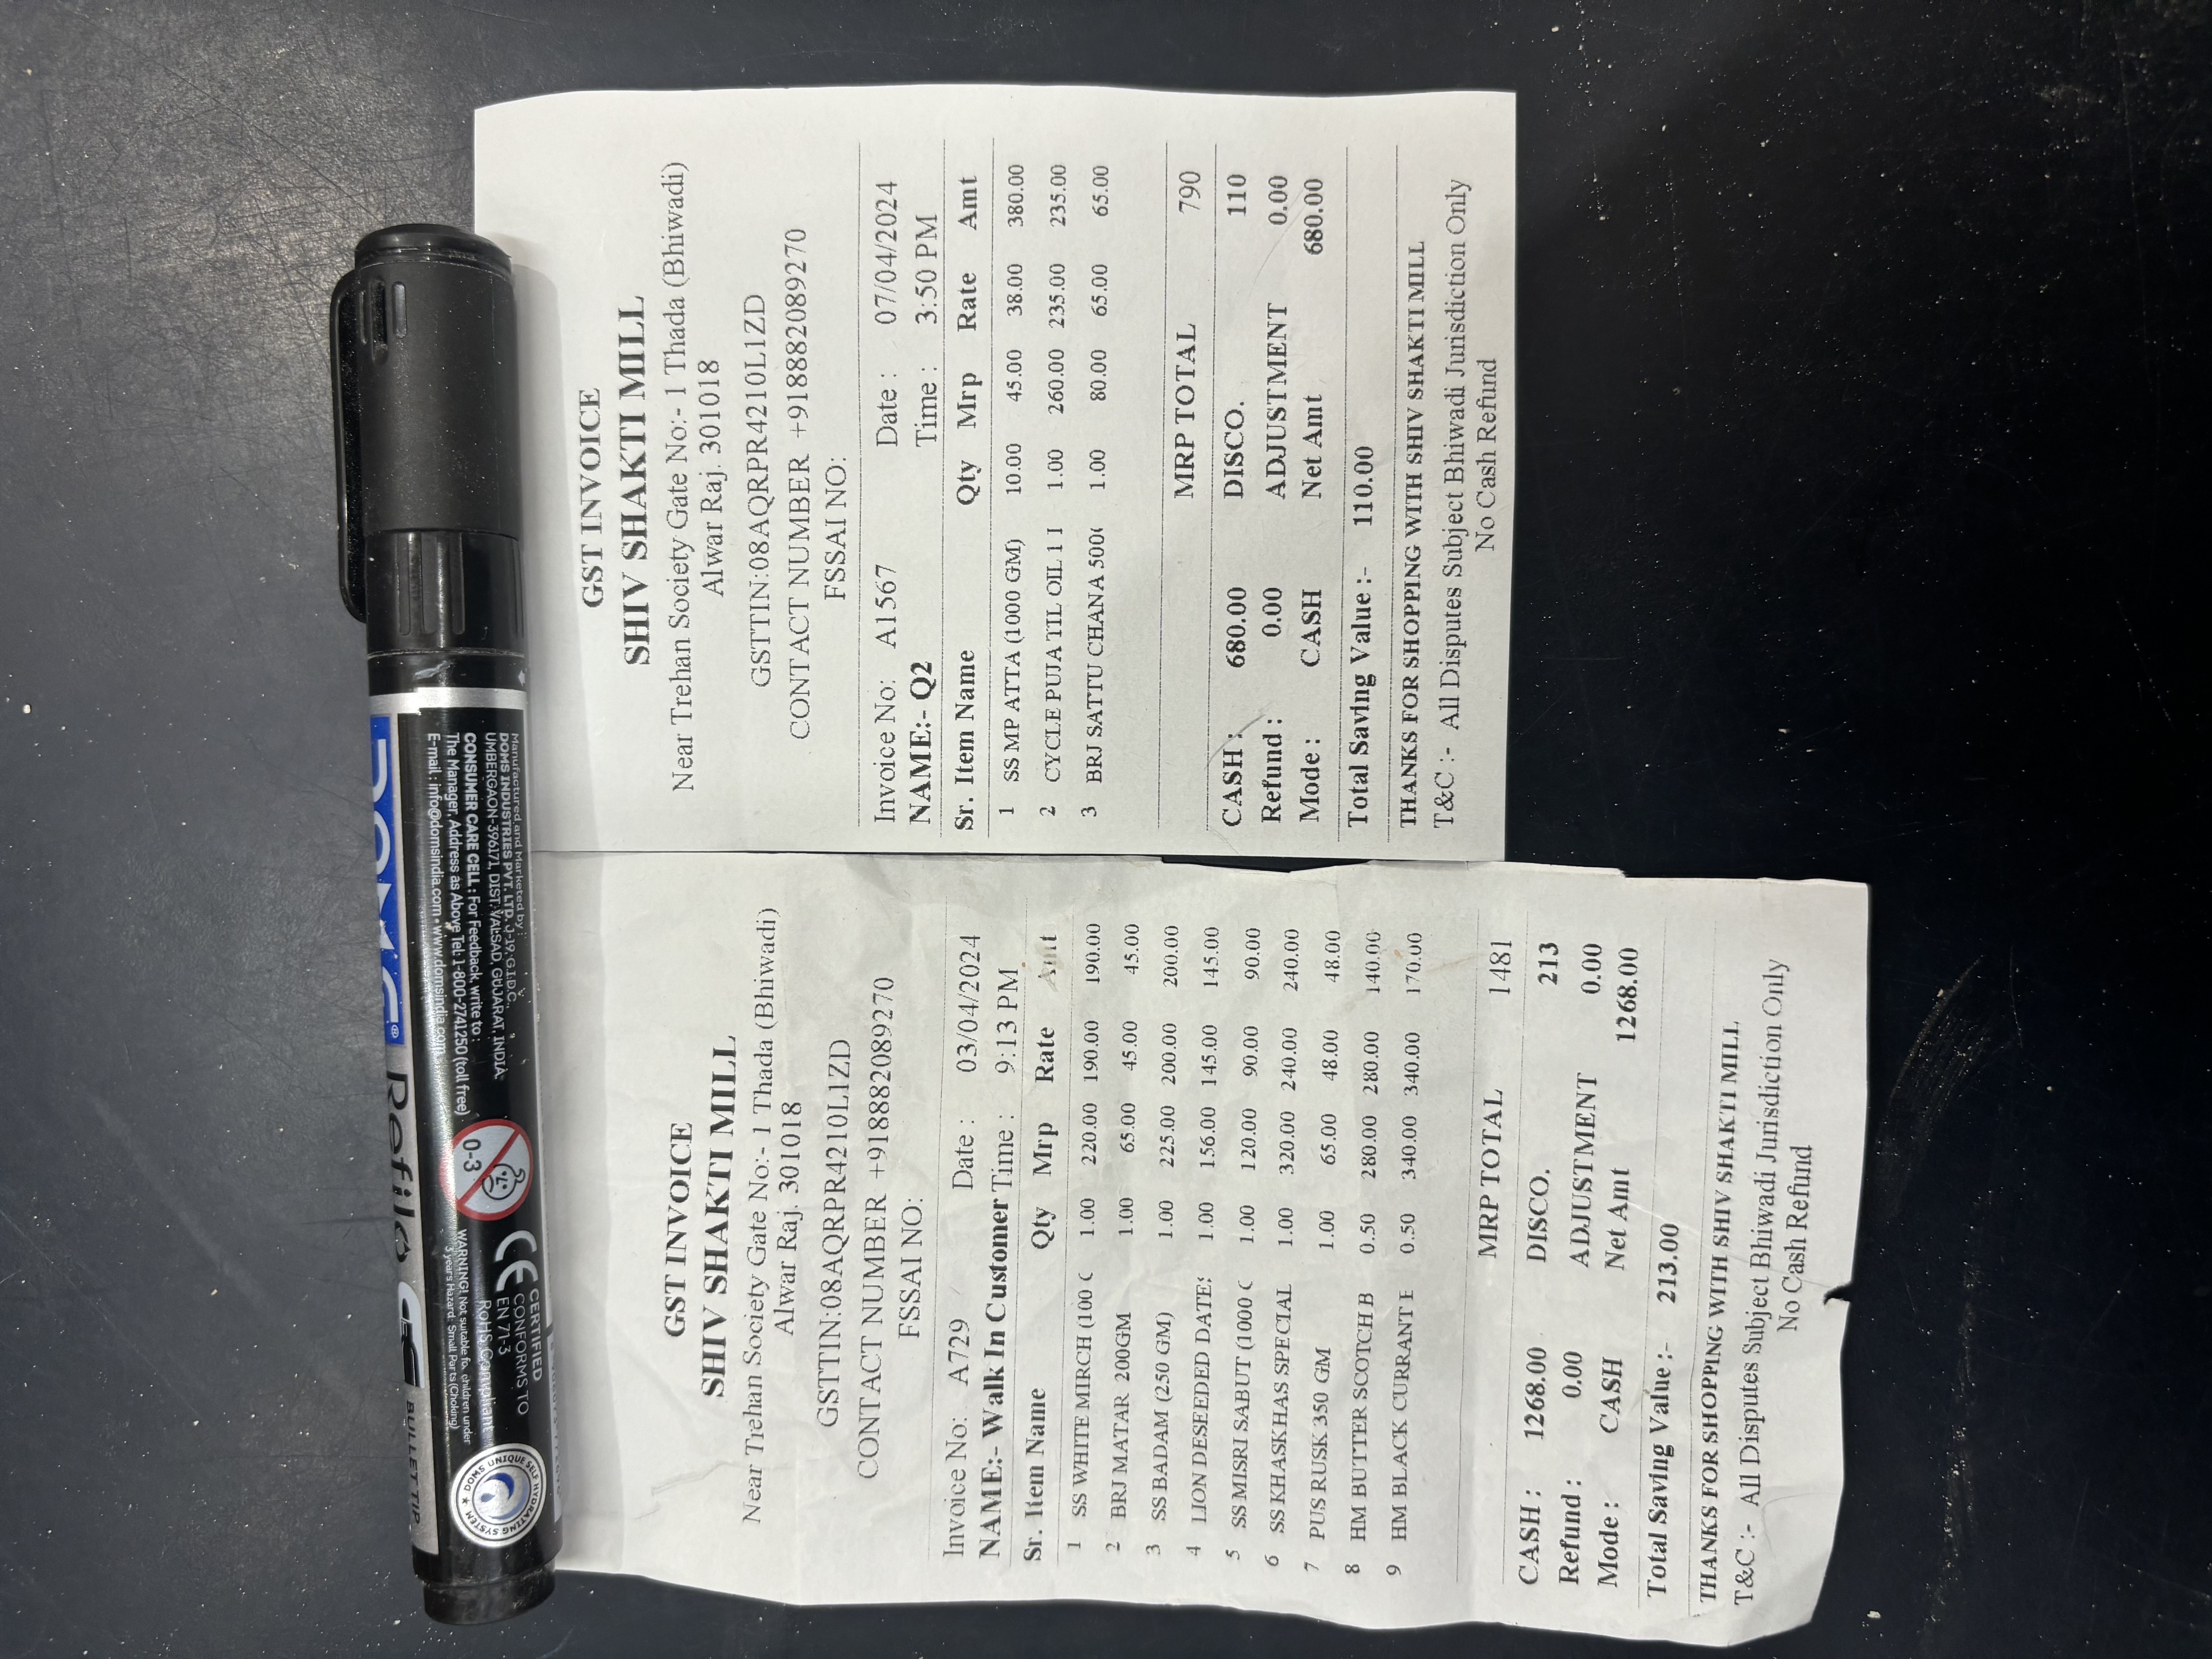 BULLET TIP
Refilo
DOMS®
DOMS UNIQUE SELF HYDRATING SYSTEM
WARNING! Not suitable for children under
3 years Hazard: Small Parts (Choking)
CERTIFIED
CONFORMS TO
EN 71-3
RoHS Compliant
CE
0-3
Manufactured and Marketed by:
DOMS INDUSTRIES PVT. LTD. J-19, G.I.D.C.,
UMBERGAON-396171, DIST: VALSAD, GUJARAT, INDIA.
CONSUMER CARE CELL: For Feedback, write to:
The Manager, Address as Above Tel: 1-800-2741250 (toll free)
E-mail: info@domsindia.com • www.domsindia.com
GST INVOICE
SHIV SHAKTI MILL
Near Trehan Society Gate No:- 1 Thada (Bhiwadi)
Alwar Raj. 301018
GSTTIN:08AQRPR4210L1ZD
CONTACT NUMBER +918882089270
FSSAI NO:
Invoice No: A729 Date : 03/04/2024
NAME:- Walk In Customer Time : 9:13 PM
Sr. Item Name Qty Mrp Rate Amt
1 SS WHITE MIRCH (100 G 1.00 220.00 190.00 190.00
2 BRJ MATAR 200GM 1.00 65.00 45.00 45.00
3 SS BADAM (250 GM) 1.00 225.00 200.00 200.00
4 LION DESEEDED DATES 1.00 156.00 145.00 145.00
5 SS MISRI SABUT (1000 G 1.00 120.00 90.00 90.00
6 SS KHASKHAS SPECIAL 1.00 320.00 240.00 240.00
7 PUS RUSK 350 GM 1.00 65.00 48.00 48.00
8 HM BUTTER SCOTCH B 0.50 280.00 280.00 140.00
9 HM BLACK CURRANT 0.50 340.00 340.00 170.00
MRP TOTAL 1481
CASH : 1268.00 DISCO. 213
Refund : 0.00 ADJUSTMENT 0.00
Mode : CASH Net Amt 1268.00
Total Saving Value :- 213.00
THANKS FOR SHOPPING WITH SHIV SHAKTI MILL
T&C :- All Disputes Subject Bhiwadi Jurisdiction Only
No Cash Refund
GST INVOICE
SHIV SHAKTI MILL
Near Trehan Society Gate No:- 1 Thada (Bhiwadi)
Alwar Raj. 301018
GSTTIN:08AQRPR4210L1ZD
CONTACT NUMBER +918882089270
FSSAI NO:
Invoice No: A1567 Date : 07/04/2024
NAME:- Q2 Time : 3:50 PM
Sr. Item Name Qty Mrp Rate Amt
1 SS MP ATTA (1000 GM) 10.00 45.00 38.00 380.00
2 CYCLE PUJA TIL OIL 1 1.00 260.00 235.00 235.00
3 BRJ SATTU CHANA 500 1.00 80.00 65.00 65.00
MRP TOTAL 790
CASH : 680.00 DISCO. 110
Refund : 0.00 ADJUSTMENT 0.00
Mode : CASH Net Amt 680.00
Total Saving Value :- 110.00
THANKS FOR SHOPPING WITH SHIV SHAKTI MILL
T&C :- All Disputes Subject Bhiwadi Jurisdiction Only
No Cash Refund